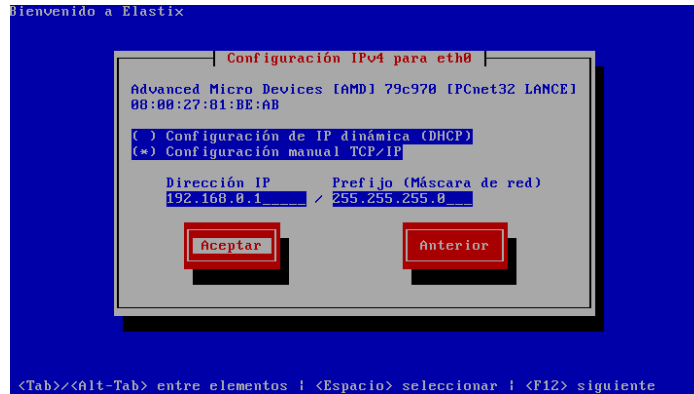 Bienvenido a Elastix
Configuración IPv4 para eth0
Advanced Micro Devices [AMD] 79c970 [PCnet32 LANCE]
08:00:27:81:BE:AB
( ) Configuración de IP dinámica (DHCP)
(*) Configuración manual TCP/IP
Dirección IP Prefijo (Máscara de red)
192.168.0.1_____ / 255.255.255.0___
Aceptar Anterior
<Tab>/<Alt-Tab> entre elementos | <Espacio> seleccionar | <F12> siguiente